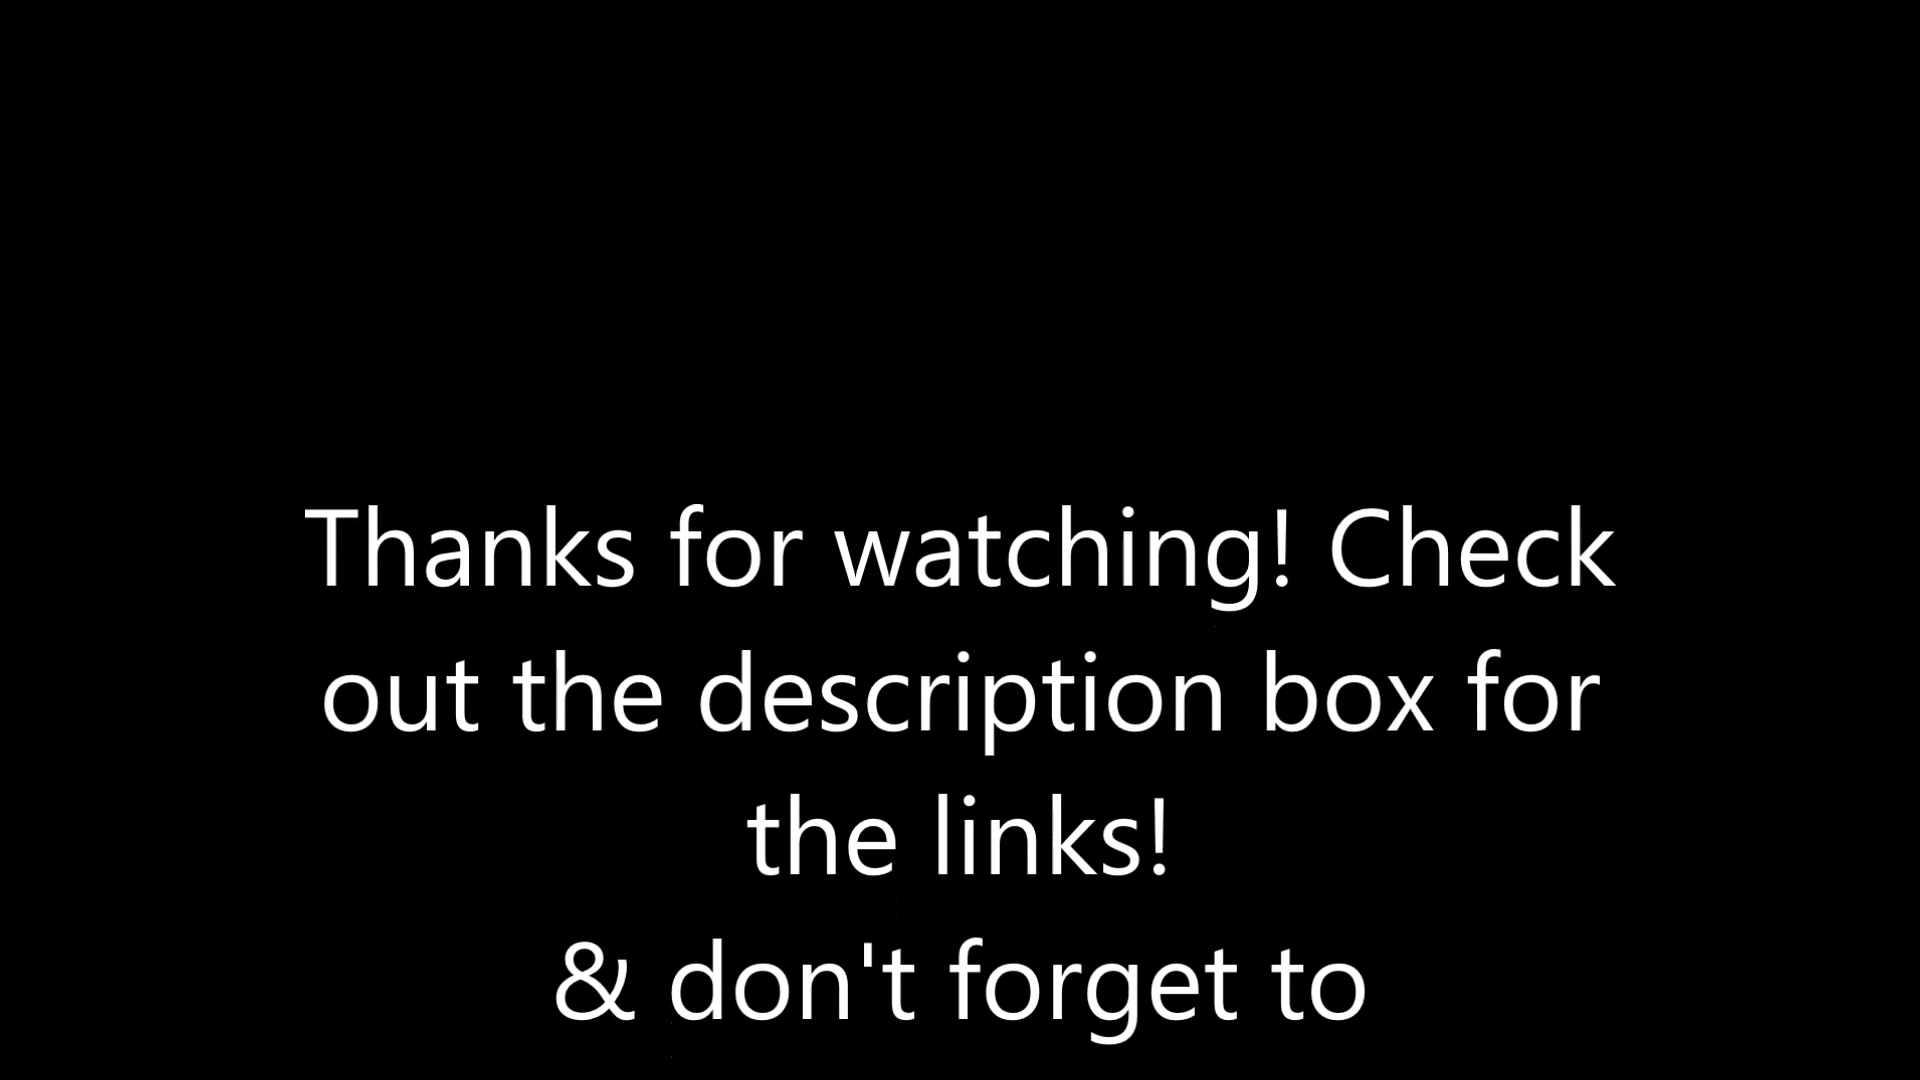 Thanks for watching! Check
out the description box for
the links!
& don't forget to